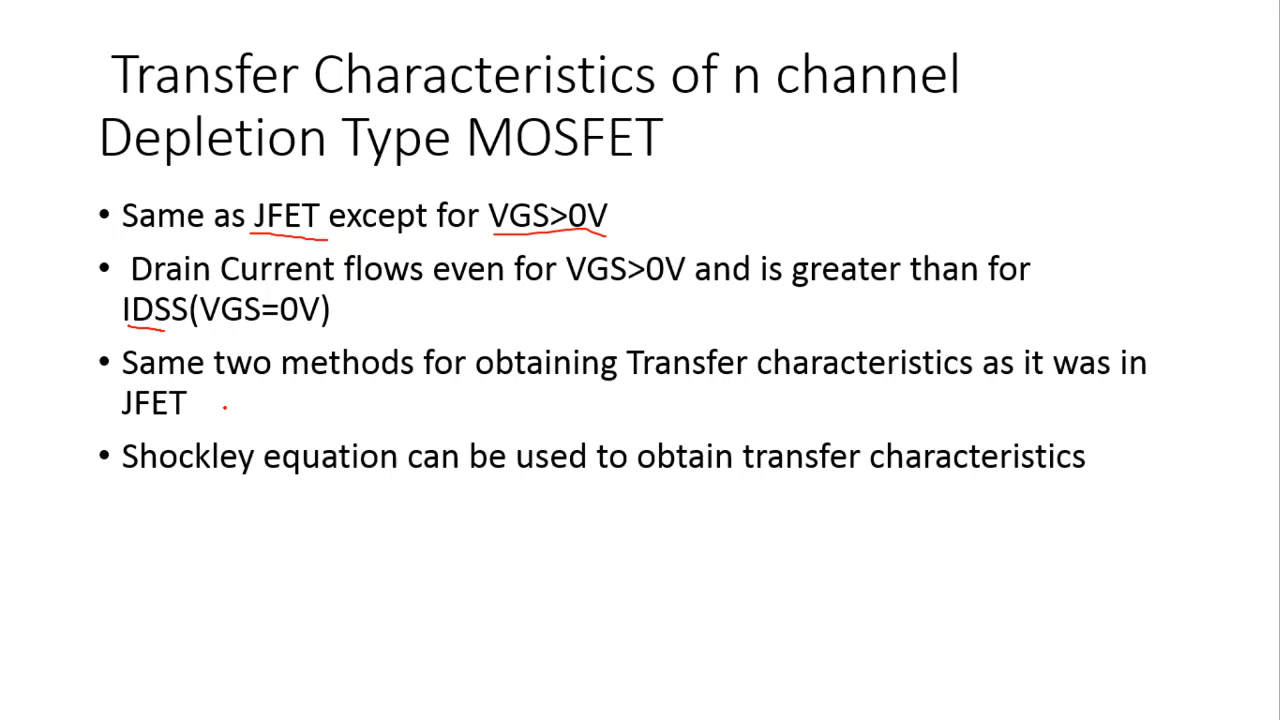 Transfer Characteristics of n channel
Depletion Type MOSFET
• Same as JFET except for VGS>0V
• Drain Current flows even for VGS>0V and is greater than for
IDSS(VGS=0V)
• Same two methods for obtaining Transfer characteristics as it was in
JFET
• Shockley equation can be used to obtain transfer characteristics